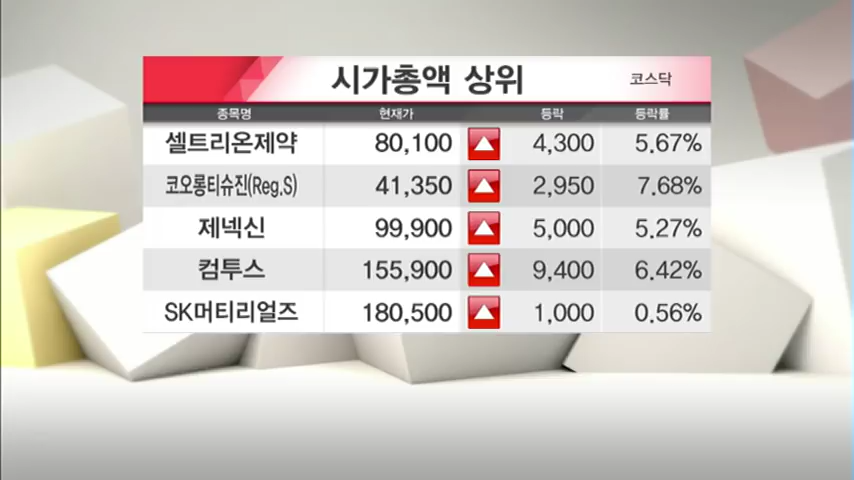 시가총액 상위 코스닥
종목명 현재가 등락 등락률
셀트리온제약 80,100 ▲ 4,300 5.67%
코오롱티슈진(Reg.S) 41,350 ▲ 2,950 7.68%
제넥신 99,900 ▲ 5,000 5.27%
컴투스 155,900 ▲ 9,400 6.42%
SK머티리얼즈 180,500 ▲ 1,000 0.56%